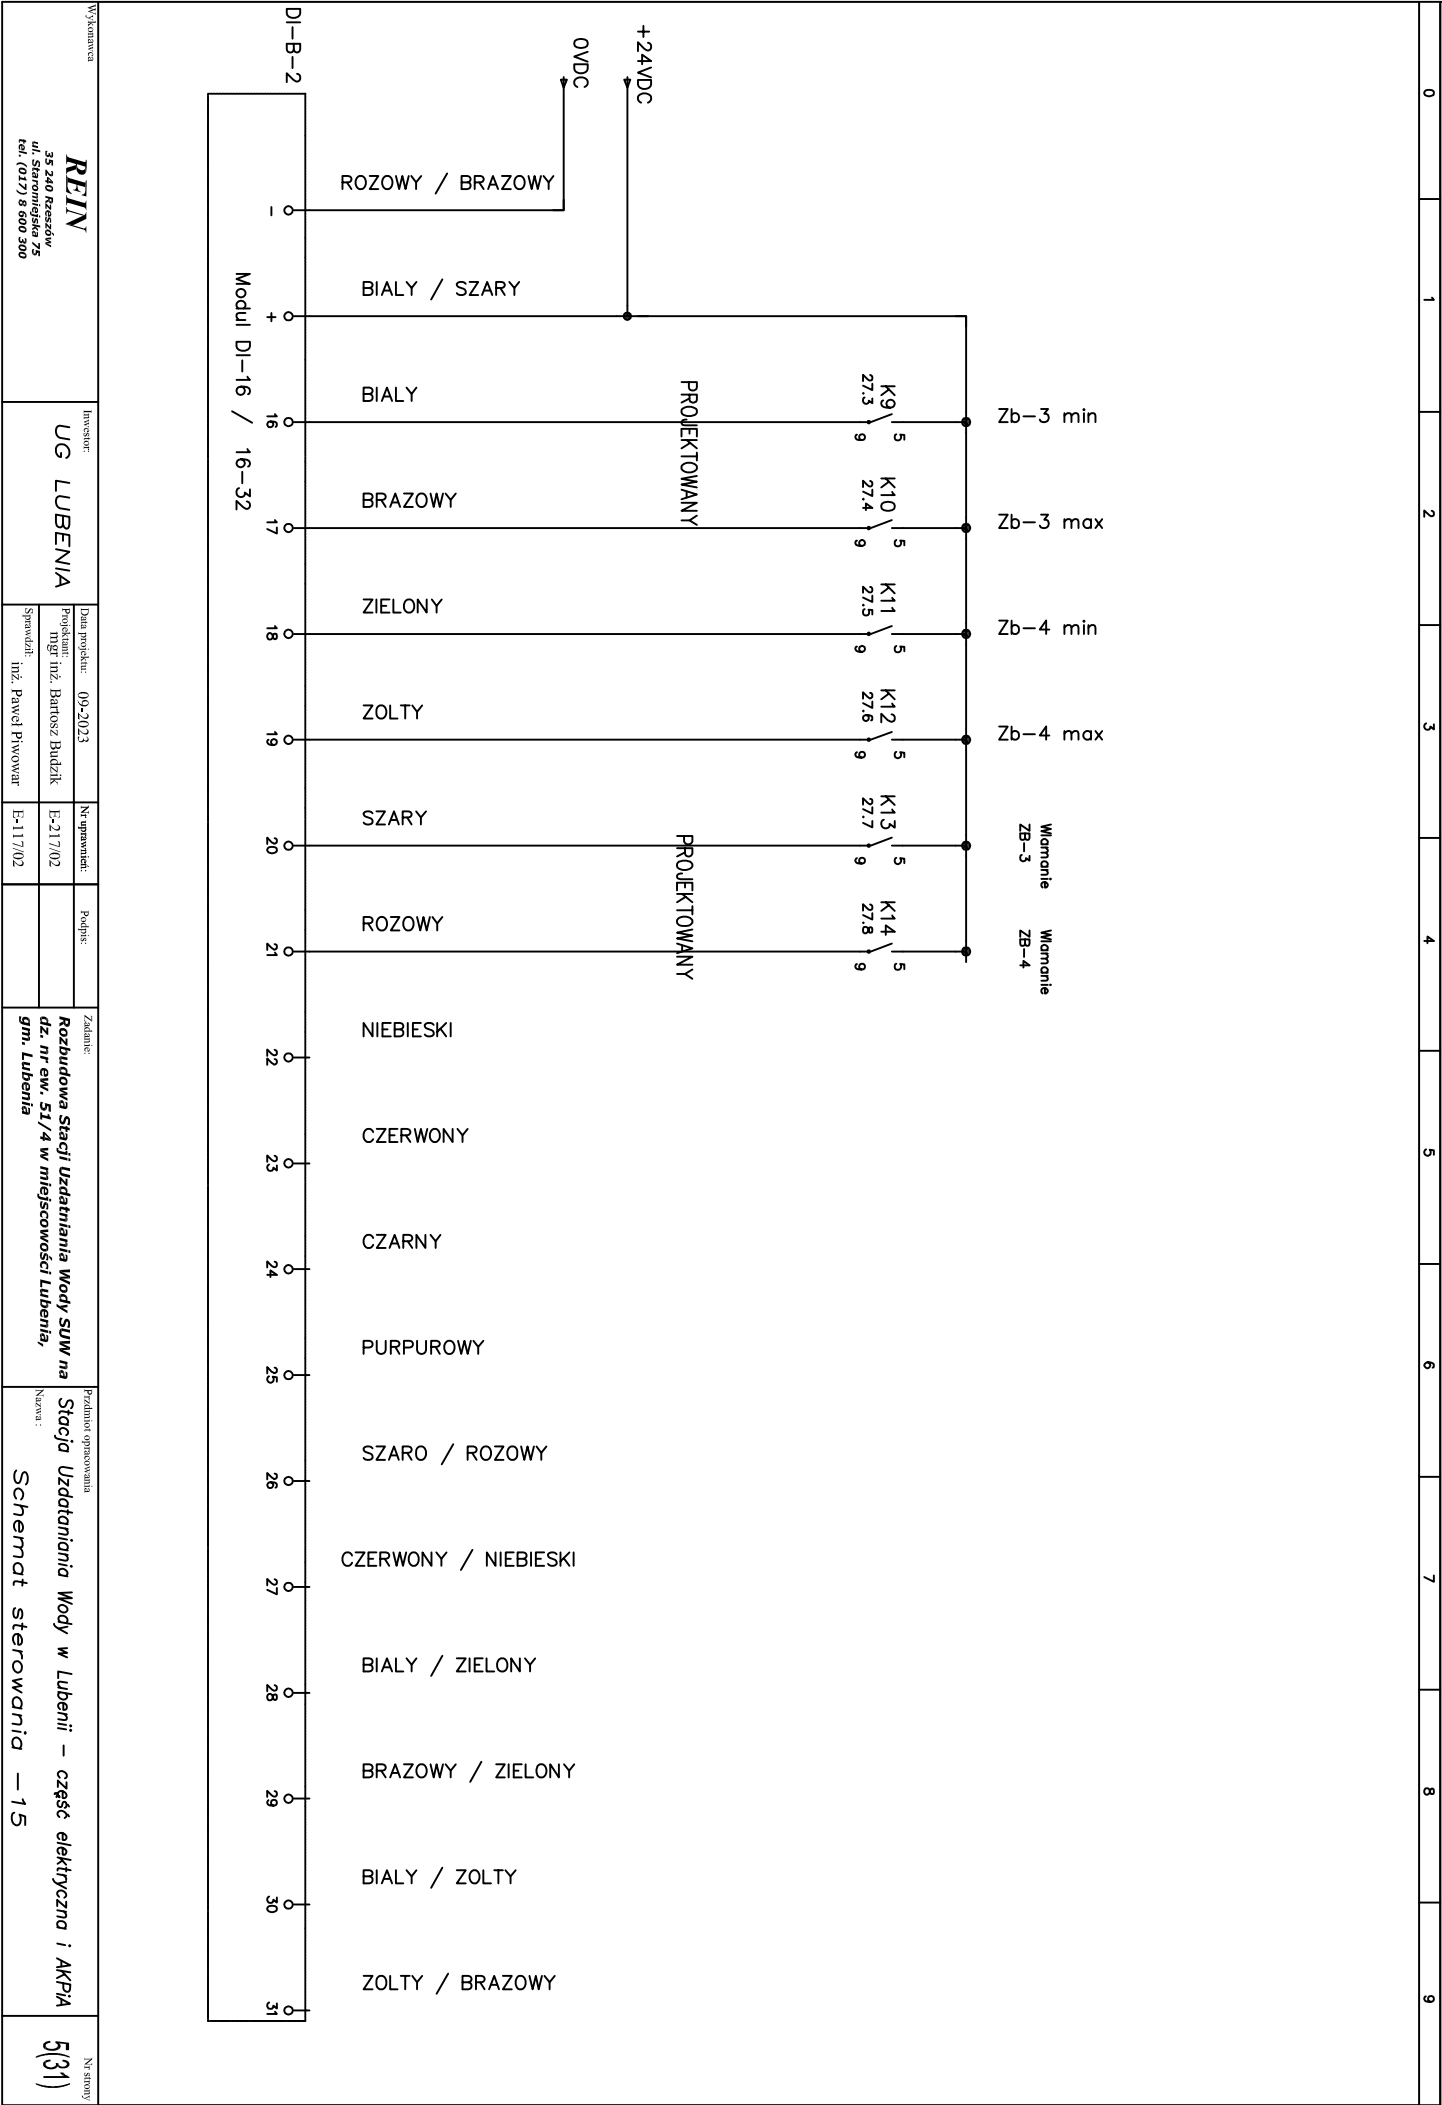 0
1
2
3
4
5
6
7
8
9
+24VDC
0VDC
DI-B-2
Zb-3 min
Zb-3 max
Zb-4 min
Zb-4 max
Wlamanie
ZB-3
Wlamanie
ZB-4
K9
27.3
5
9
K10
27.4
5
9
K11
27.5
5
9
K12
27.6
5
9
K13
27.7
5
9
K14
27.8
5
9
PROJEKTOWANY
PROJEKTOWANY
ROZOWY / BRAZOWY
BIALY / SZARY
BIALY
BRAZOWY
ZIELONY
ZOLTY
SZARY
ROZOWY
NIEBIESKI
CZERWONY
CZARNY
PURPUROWY
SZARO / ROZOWY
CZERWONY / NIEBIESKI
BIALY / ZIELONY
BRAZOWY / ZIELONY
BIALY / ZOLTY
ZOLTY / BRAZOWY
-
+
16
17
18
19
20
21
22
23
24
25
26
27
28
29
30
31
Modul DI-16 / 16-32
Wykonawca
REIN
35 240 Rzeszów
ul. Staromiejska 75
tel. (017) 8 600 300
Inwestor:
UG LUBENIA
Data projektu: 09-2023
Projektant:
mgr inż. Bartosz Budzik
Sprawdził:
inż. Paweł Piwowar
Nr uprawnień:
E-217/02
E-117/02
Podpis:
Zadanie:
Rozbudowa Stacji Uzdatniania Wody SUW na
dz. nr ew. 51/4 w miejscowości Lubenia,
gm. Lubenia
Przdmiot opracowania
Stacja Uzdataniania Wody w Lubenii - część elektryczna i AKPiA
Nazwa :
Schemat sterowania -15
Nr strony
5(31)